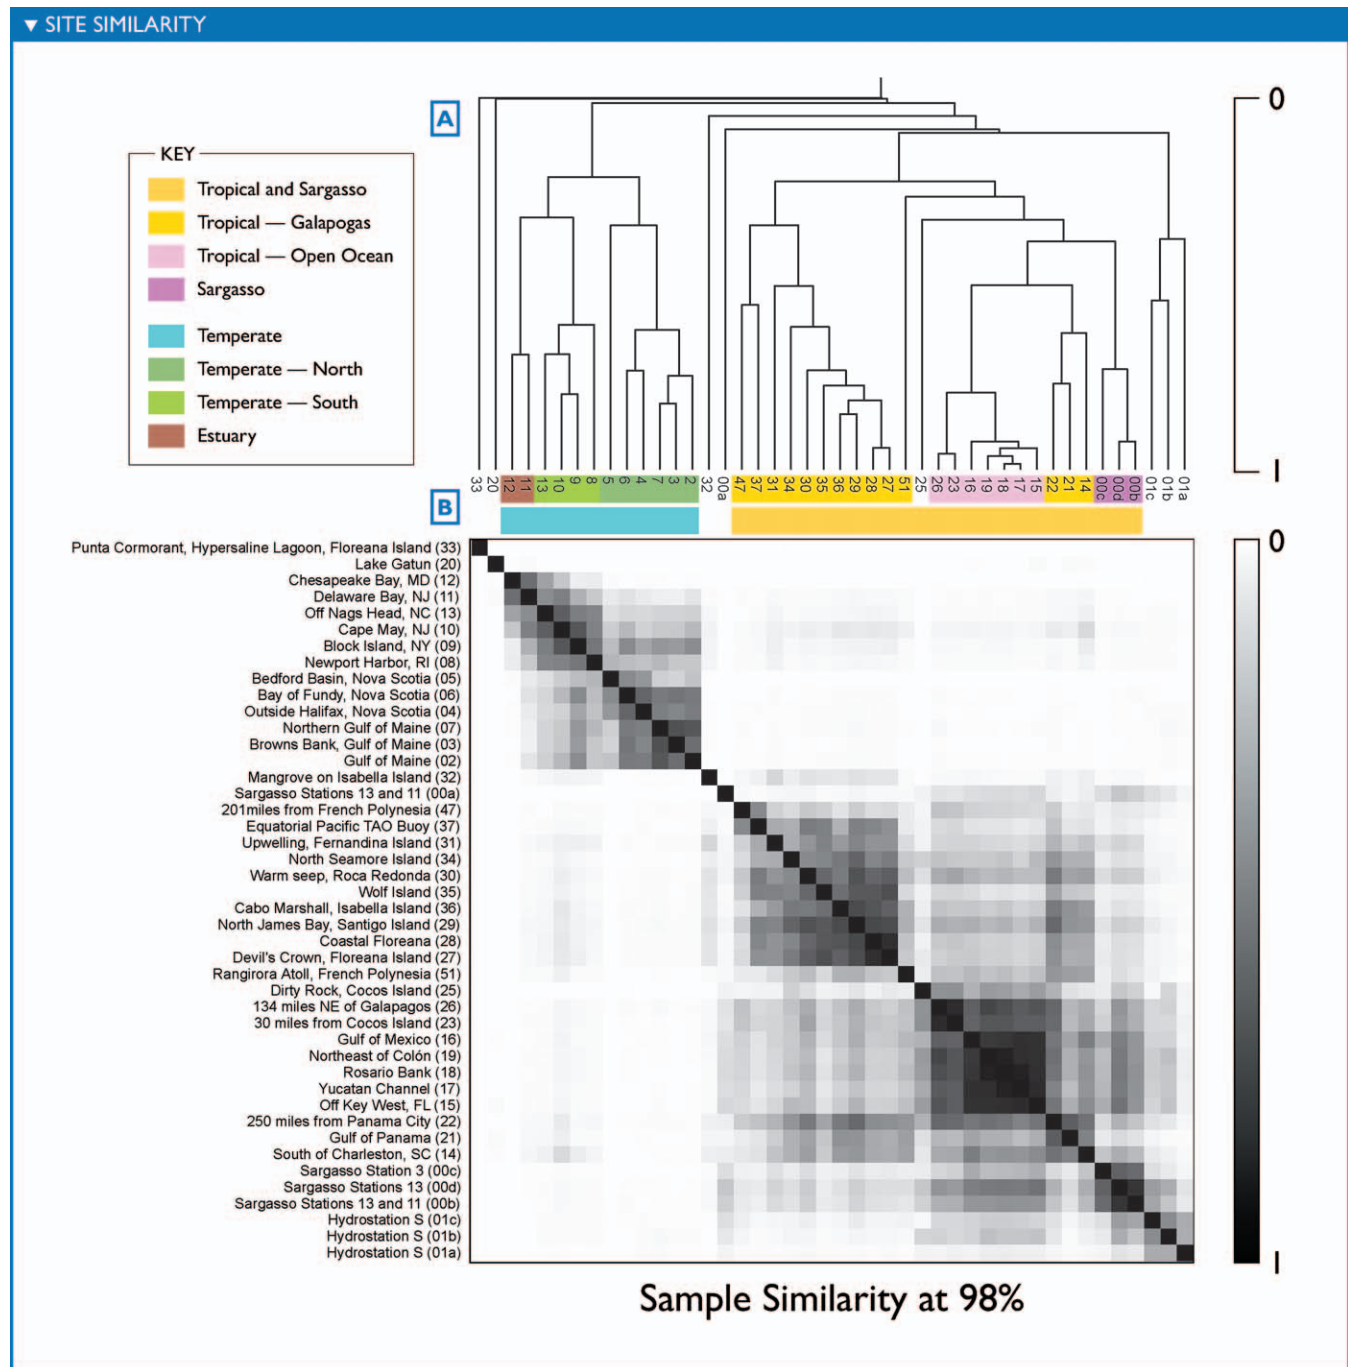 ▼ SITE SIMILARITY
A
0
KEY
Tropical and Sargasso
Tropical — Galapogas
Tropical — Open Ocean
Sargasso
Temperate
Temperate — North
Temperate — South
Estuary
1
33 20 12 11 13 10 9 8 5 6 4 7 3 2 32 00a 47 37 31 34 30 35 36 29 28 27 51 25 26 23 16 19 18 17 15 22 21 14 00c 00d 00b 01c 01b 01a
B
0
Punta Cormorant, Hypersaline Lagoon, Floreana Island (33)
Lake Gatun (20)
Chesapeake Bay, MD (12)
Delaware Bay, NJ (11)
Off Nags Head, NC (13)
Cape May, NJ (10)
Block Island, NY (09)
Newport Harbor, RI (08)
Bedford Basin, Nova Scotia (05)
Bay of Fundy, Nova Scotia (06)
Outside Halifax, Nova Scotia (04)
Northern Gulf of Maine (07)
Browns Bank, Gulf of Maine (03)
Gulf of Maine (02)
Mangrove on Isabella Island (32)
Sargasso Stations 13 and 11 (00a)
201miles from French Polynesia (47)
Equatorial Pacific TAO Buoy (37)
Upwelling, Fernandina Island (31)
North Seamore Island (34)
Warm seep, Roca Redonda (30)
Wolf Island (35)
Cabo Marshall, Isabella Island (36)
North James Bay, Santigo Island (29)
Coastal Floreana (28)
Devil's Crown, Floreana Island (27)
Rangirora Atoll, French Polynesia (51)
Dirty Rock, Cocos Island (25)
134 miles NE of Galapagos (26)
30 miles from Cocos Island (23)
Gulf of Mexico (16)
Northeast of Colón (19)
Rosario Bank (18)
Yucatan Channel (17)
Off Key West, FL (15)
250 miles from Panama City (22)
Gulf of Panama (21)
South of Charleston, SC (14)
Sargasso Station 3 (00c)
Sargasso Stations 13 (00d)
Sargasso Stations 13 and 11 (00b)
Hydrostation S (01c)
Hydrostation S (01b)
Hydrostation S (01a)
1
Sample Similarity at 98%